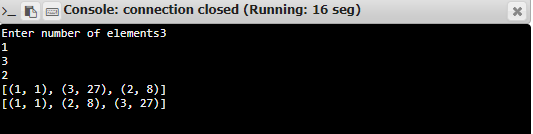 >_ Console: connection closed (Running: 16 seg)
Enter number of elements3
1
3
2
[(1, 1), (3, 27), (2, 8)]
[(1, 1), (2, 8), (3, 27)]